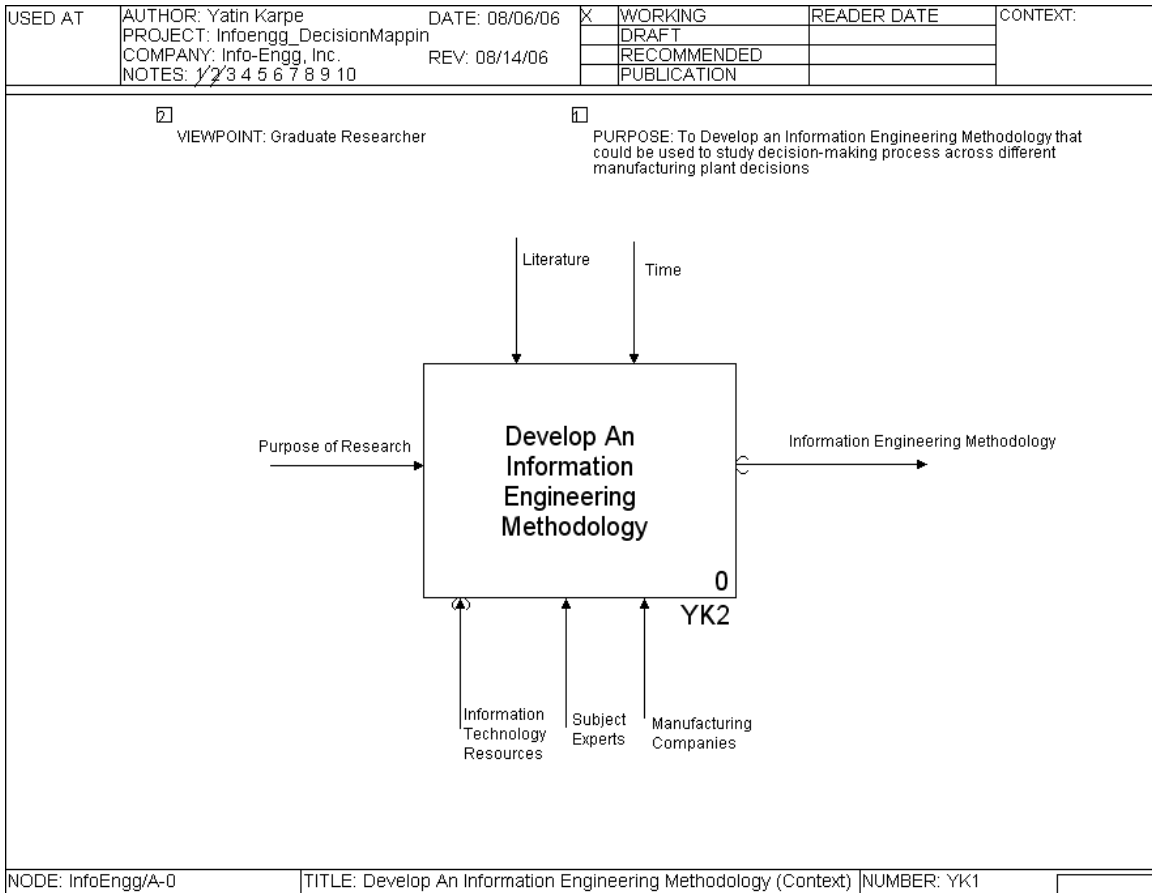 USED AT
AUTHOR: Yatin Karpe
DATE: 08/06/06
PROJECT: Infoengg_DecisionMappin
COMPANY: Info-Engg, Inc.
REV: 08/14/06
NOTES: 1 2 3 4 5 6 7 8 9 10
X
WORKING
DRAFT
RECOMMENDED
PUBLICATION
READER DATE
CONTEXT:
2
VIEWPOINT: Graduate Researcher
1
PURPOSE: To Develop an Information Engineering Methodology that
could be used to study decision-making process across different
manufacturing plant decisions
Literature
Time
Purpose of Research
Develop An
Information
Engineering
Methodology
0
YK2
Information Engineering Methodology
Information
Technology
Resources
Subject
Experts
Manufacturing
Companies
NODE: InfoEngg/A-0
TITLE: Develop An Information Engineering Methodology (Context)
NUMBER: YK1